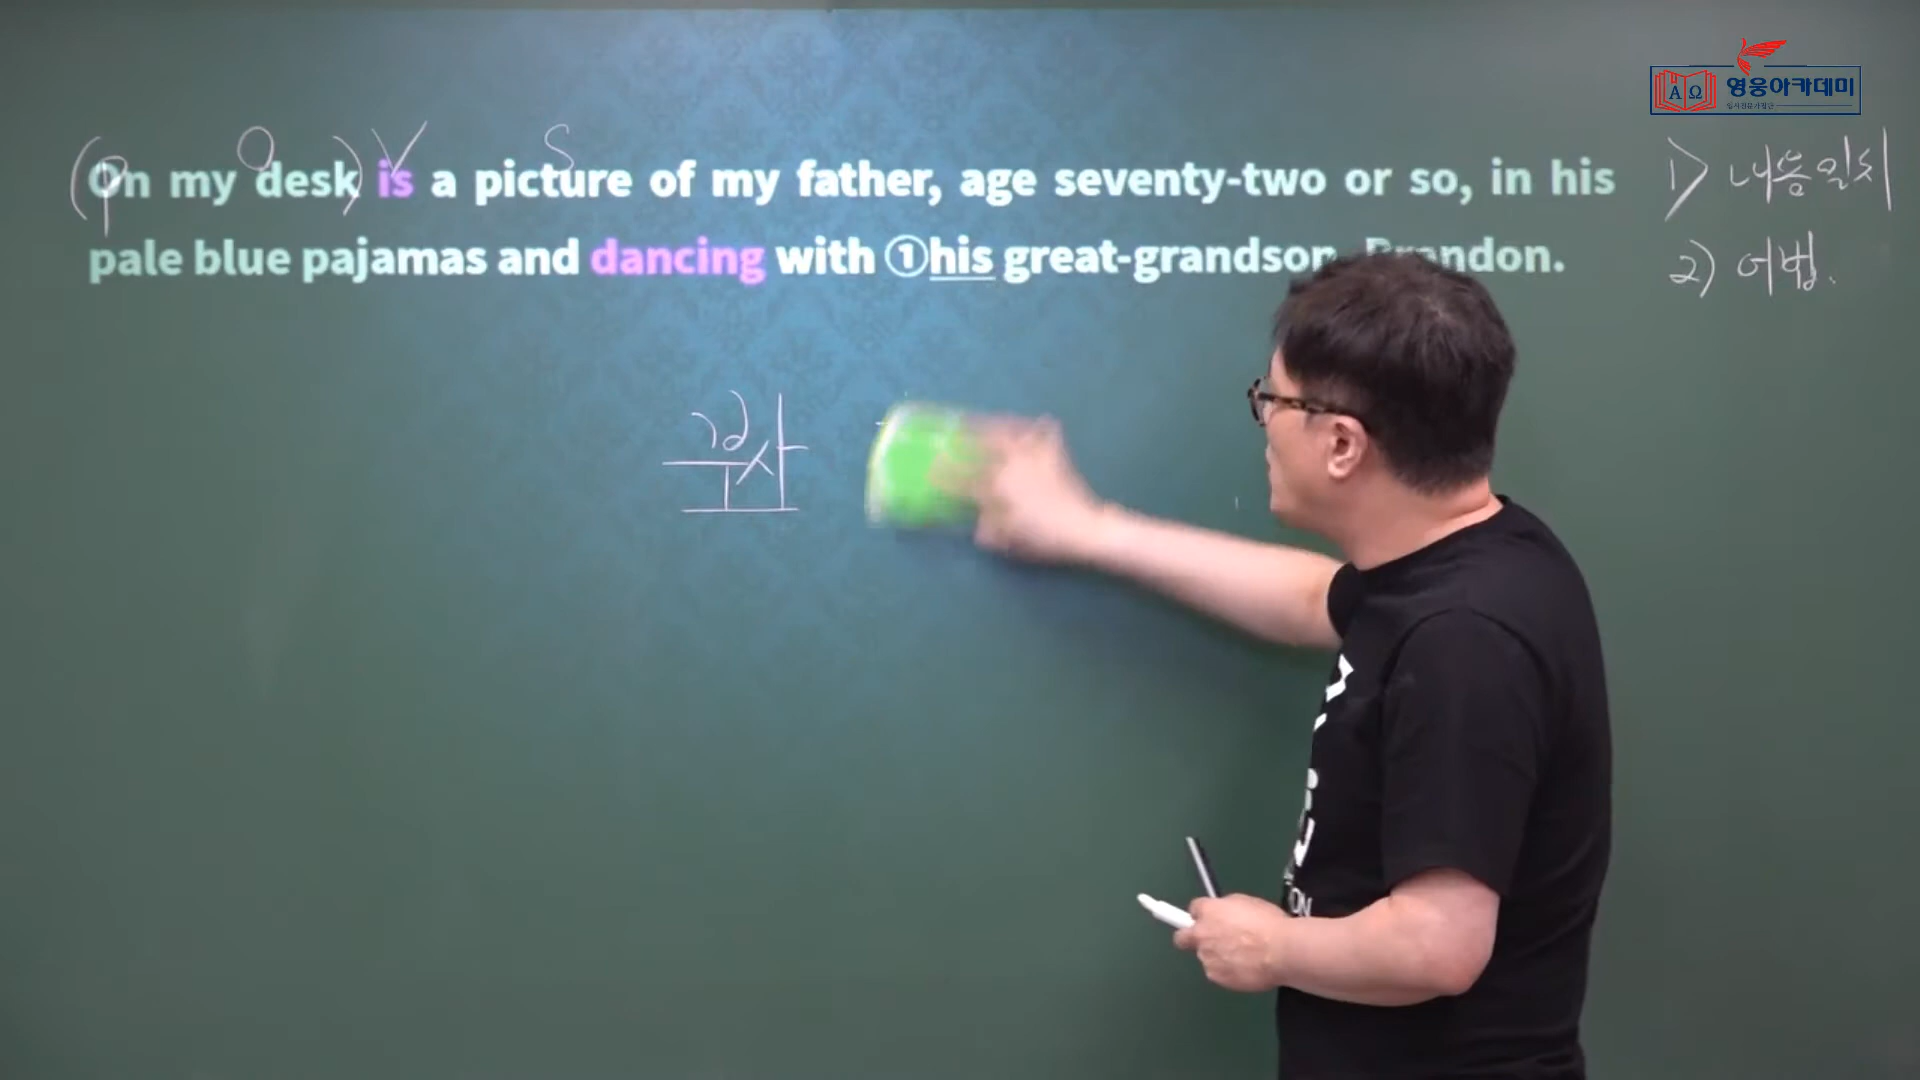 영웅아카데미
O V S
On my desk is a picture of my father, age seventy-two or so, in his
pale blue pajamas and dancing with ①his great-grandson, Brandon.
1) 내용일치
2) 어법.
ON